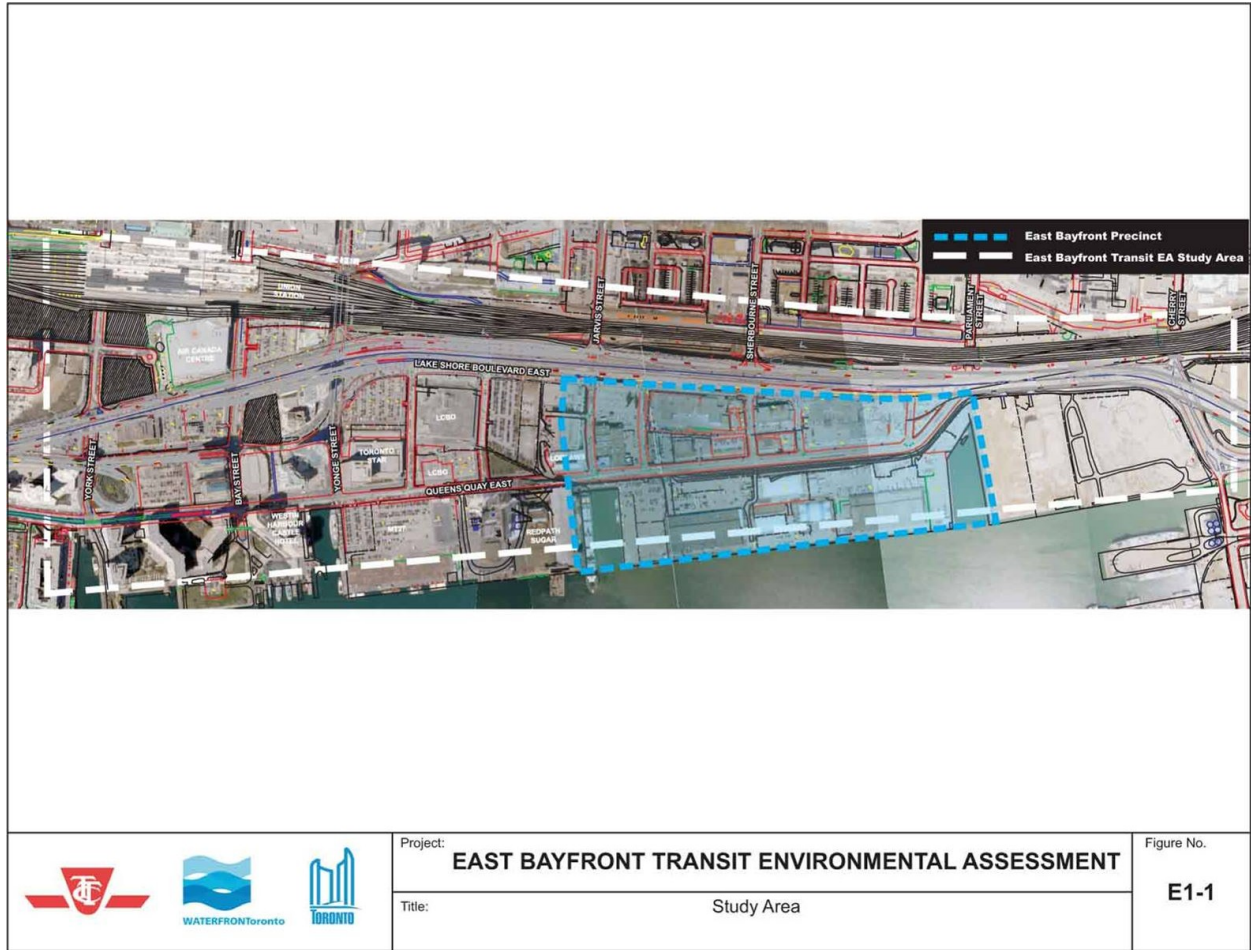 East Bayfront Precinct
East Bayfront Transit EA Study Area
UNION
STATION
AIR CANADA
CENTRE
JARVIS STREET
SHERBOURNE STREET
PARLIAMENT
STREET
CHERRY
STREET
LAKE SHORE BOULEVARD EAST
LCBO
YORK STREET
BAY STREET
YONGE STREET
TORONTO
STAR
LCBO
QUEENS QUAY EAST
WESTIN
HARBOUR
CASTLE
HOTEL
REDPATH
SUGAR
TTC
WATERFRONToronto
TORONTO
Project:
EAST BAYFRONT TRANSIT ENVIRONMENTAL ASSESSMENT
Title:
Study Area
Figure No.
E1-1